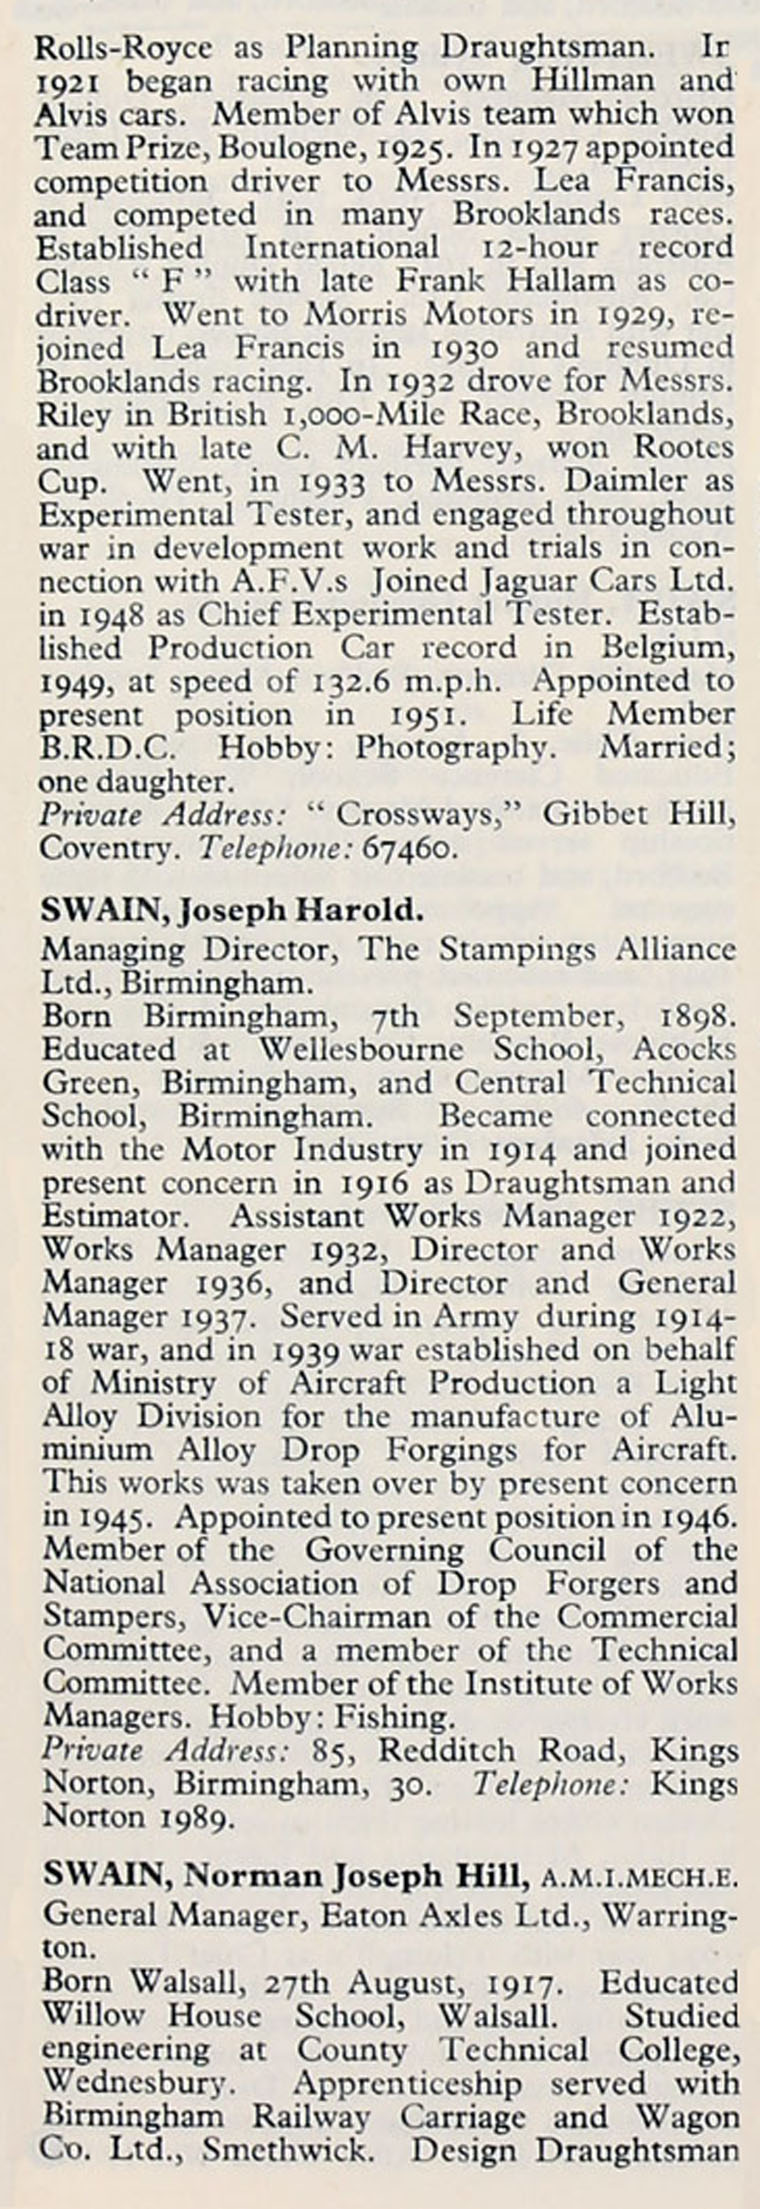 Rolls-Royce as Planning Draughtsman. In
1921 began racing with own Hillman and
Alvis cars. Member of Alvis team which won
Team Prize, Boulogne, 1925. In 1927 appointed
competition driver to Messrs. Lea Francis,
and competed in many Brooklands races.
Established International 12-hour record
Class “ F ” with late Frank Hallam as co-
driver. Went to Morris Motors in 1929, re-
joined Lea Francis in 1930 and resumed
Brooklands racing. In 1932 drove for Messrs.
Riley in British 1,000-Mile Race, Brooklands,
and with late C. M. Harvey, won Rootes
Cup. Went, in 1933 to Messrs. Daimler as
Experimental Tester, and engaged throughout
war in development work and trials in con-
nection with A.F.V.s Joined Jaguar Cars Ltd.
in 1948 as Chief Experimental Tester. Estab-
lished Production Car record in Belgium,
1949, at speed of 132.6 m.p.h. Appointed to
present position in 1951. Life Member
B.R.D.C. Hobby: Photography. Married;
one daughter.
Private Address: “ Crossways,” Gibbet Hill,
Coventry. Telephone: 67460.
SWAIN, Joseph Harold.
Managing Director, The Stampings Alliance
Ltd., Birmingham.
Born Birmingham, 7th September, 1898.
Educated at Wellesbourne School, Acocks
Green, Birmingham, and Central Technical
School, Birmingham. Became connected
with the Motor Industry in 1914 and joined
present concern in 1916 as Draughtsman and
Estimator. Assistant Works Manager 1922,
Works Manager 1932, Director and Works
Manager 1936, and Director and General
Manager 1937. Served in Army during 1914-
18 war, and in 1939 war established on behalf
of Ministry of Aircraft Production a Light
Alloy Division for the manufacture of Alu-
minium Alloy Drop Forgings for Aircraft.
This works was taken over by present concern
in 1945. Appointed to present position in 1946.
Member of the Governing Council of the
National Association of Drop Forgers and
Stampers, Vice-Chairman of the Commercial
Committee, and a member of the Technical
Committee. Member of the Institute of Works
Managers. Hobby: Fishing.
Private Address: 85, Redditch Road, Kings
Norton, Birmingham, 30. Telephone: Kings
Norton 1989.
SWAIN, Norman Joseph Hill, A.M.I.MECH.E.
General Manager, Eaton Axles Ltd., Warring-
ton.
Born Walsall, 27th August, 1917. Educated
Willow House School, Walsall. Studied
engineering at County Technical College,
Wednesbury. Apprenticeship served with
Birmingham Railway Carriage and Wagon
Co. Ltd., Smethwick. Design Draughtsman